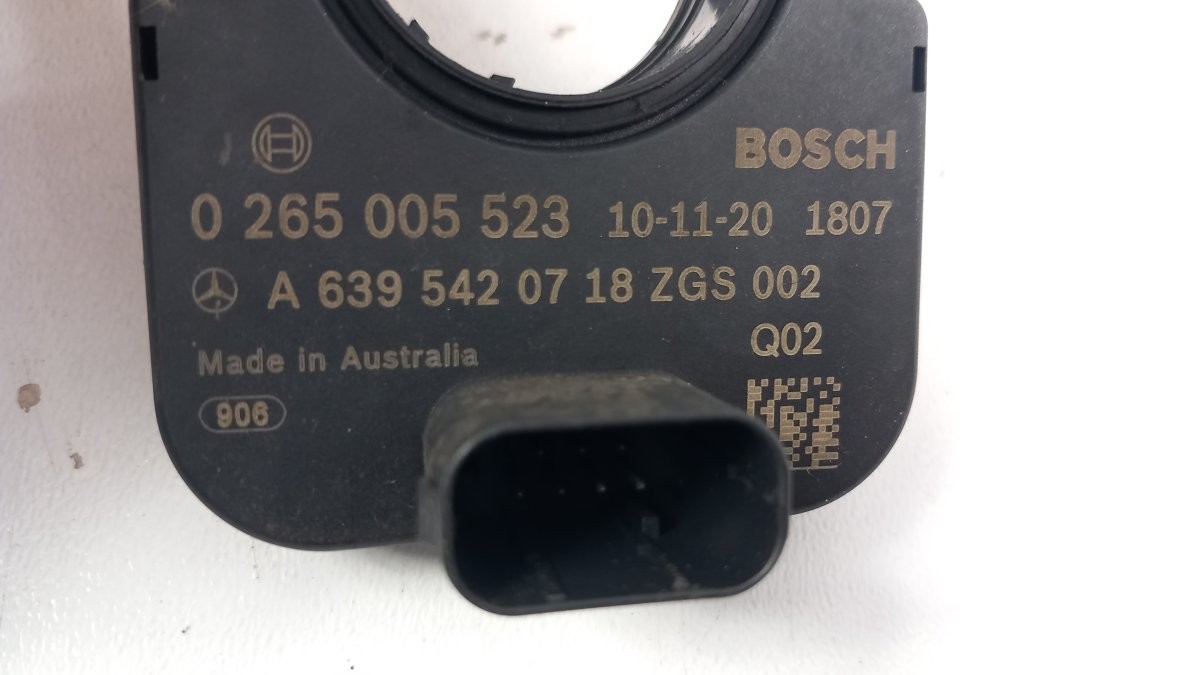 BOSCH
0 265 005 523 10-11-20 1807
A 639 542 07 18 ZGS 002
Q02
Made in Australia
906